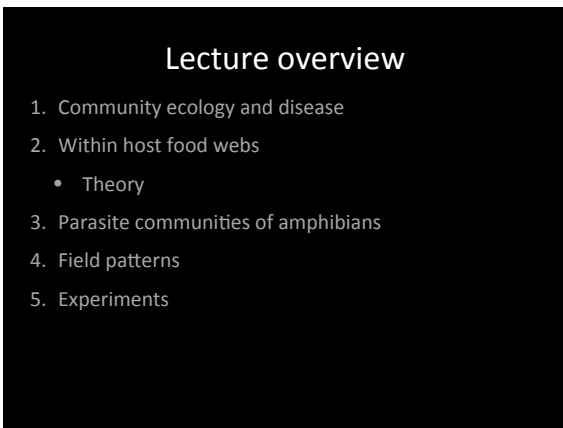 Lecture overview
1. Community ecology and disease
2. Within host food webs
• Theory
3. Parasite communities of amphibians
4. Field patterns
5. Experiments